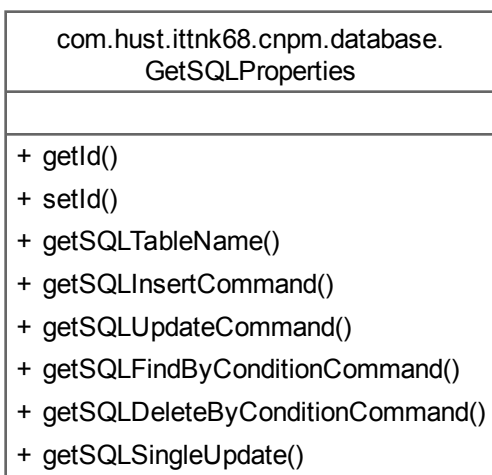 com.hust.ittnk68.cnpm.database.
GetSQLProperties
+ getId()
+ setId()
+ getSQLTableName()
+ getSQLInsertCommand()
+ getSQLUpdateCommand()
+ getSQLFindByConditionCommand()
+ getSQLDeleteByConditionCommand()
+ getSQLSingleUpdate()